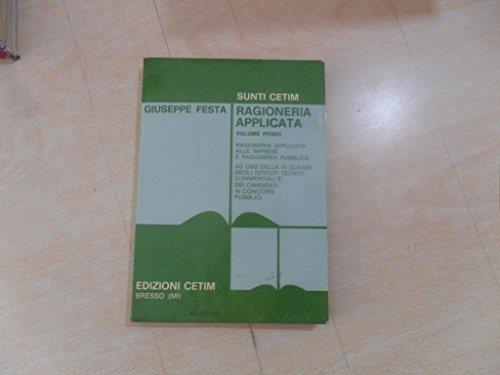 SUNTI CETIM
GIUSEPPE FESTA
RAGIONERIA
APPLICATA
VOLUME PRIMO
RAGIONERIA APPLICATA
ALLE IMPRESE
E RAGIONERIA PUBBLICA
AD USO DELLA IV CLASSE
DEGLI ISTITUTI TECNICI
COMMERCIALI E
DEI CANDIDATI
AI CONCORSI
PUBBLICI
EDIZIONI CETIM
BRESSO (MI)